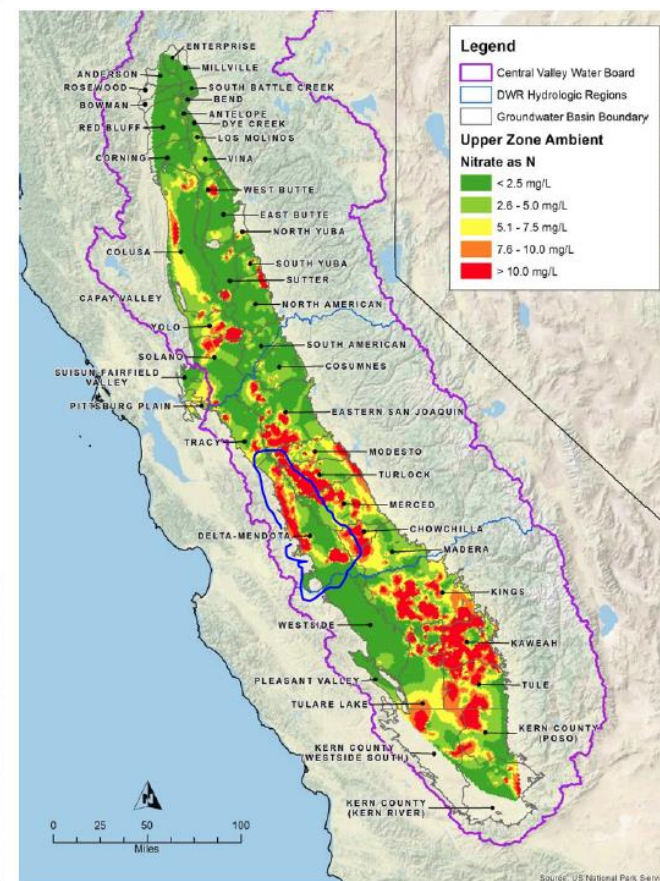 Legend
Central Valley Water Board
DWR Hydrologic Regions
Groundwater Basin Boundary
Upper Zone Ambient
Nitrate as N
< 2.5 mg/L
2.6 - 5.0 mg/L
5.1 - 7.5 mg/L
7.6 - 10.0 mg/L
> 10.0 mg/L
ENTERPRISE
MILLVILLE
ANDERSON
ROSEWOOD
SOUTH BATTLE CREEK
BOWMAN
BEND
ANTELOPE
RED BLUFF
DYE CREEK
LOS MOLINOS
CORNING
VINA
WEST BUTTE
EAST BUTTE
NORTH YUBA
COLUSA
SOUTH YUBA
SUTTER
CAPAY VALLEY
NORTH AMERICAN
YOLO
SOUTH AMERICAN
SOLANO
COSUMNES
SUISUN-FAIRFIELD
VALLEY
PITTSBURG PLAIN
EASTERN SAN JOAQUIN
TRACY
MODESTO
TURLOCK
MERCED
CHOWCHILLA
DELTA-MENDOTA
MADERA
KINGS
WESTSIDE
KAWEAH
PLEASANT VALLEY
TULE
TULARE LAKE
KERN COUNTY
(POSO)
KERN COUNTY
(WESTSIDE SOUTH)
KERN COUNTY
(KERN RIVER)
N
0 25 50 100
Miles
Source: US National Park Servi